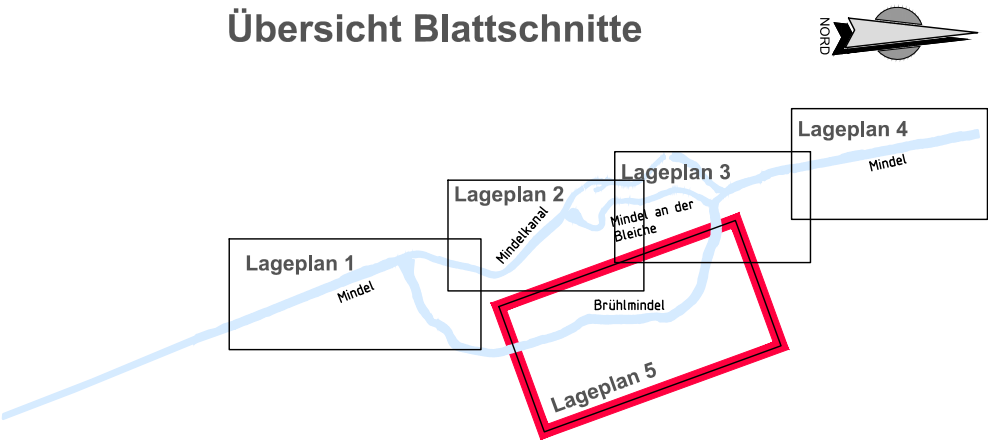 Übersicht Blattschnitte
NORD
Lageplan 4
Mindel
Lageplan 3
Lageplan 2
Mindel an der
Bleiche
Mindelkanal
Lageplan 1
Mindel
Brühlmindel
Lageplan 5